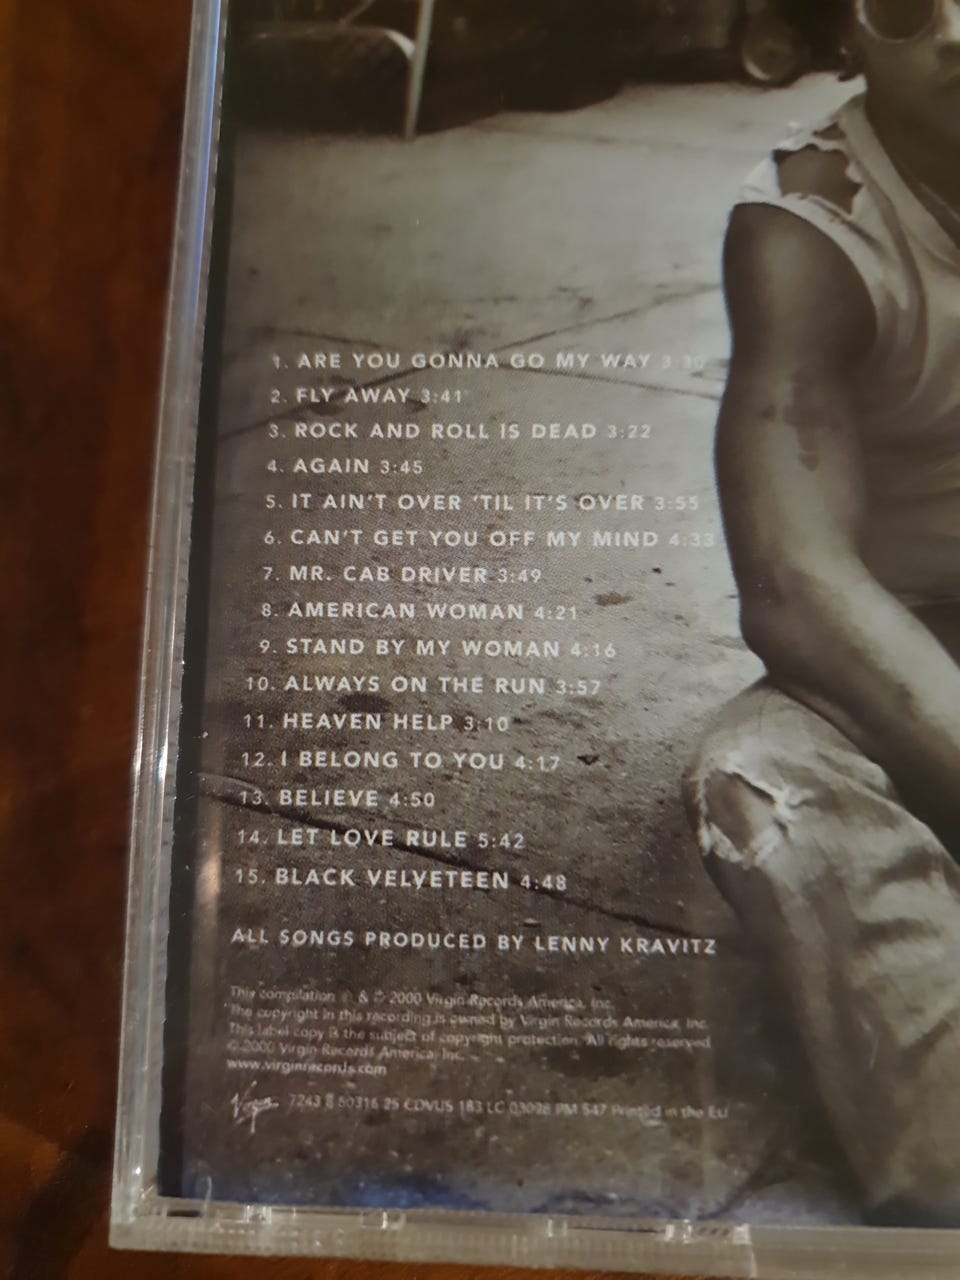 1. ARE YOU GONNA GO MY WAY 3:30
2. FLY AWAY 3:41
3. ROCK AND ROLL IS DEAD 3:22
4. AGAIN 3:45
5. IT AIN'T OVER 'TIL IT'S OVER 3:55
6. CAN'T GET YOU OFF MY MIND 4:33
7. MR. CAB DRIVER 3:49
8. AMERICAN WOMAN 4:21
9. STAND BY MY WOMAN 4:16
10. ALWAYS ON THE RUN 3:57
11. HEAVEN HELP 3:10
12. I BELONG TO YOU 4:17
13. BELIEVE 4:50
14. LET LOVE RULE 5:42
15. BLACK VELVETEEN 4:48
ALL SONGS PRODUCED BY LENNY KRAVITZ
This compilation ℗ & © 2000 Virgin Records America, Inc.
The copyright in this recording is owned by Virgin Records America, Inc.
This label copy is the subject of copyright protection. All rights reserved.
© 2000 Virgin Records America, Inc.
www.virginrecords.com
Virgin 7243 8 50316 25 CDVUS 183 LC 03098 PM 547 Printed in the EU